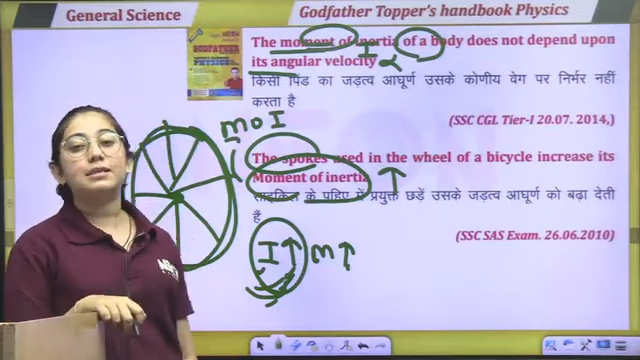 General Science
Godfather Topper's handbook Physics
GODFATHER
The moment of inertia of a body does not depend upon
its angular velocity
I α
किसी पिंड का जड़त्व आघूर्ण उसके कोणीय वेग पर निर्भर नहीं
करता है
(SSC CGL Tier-I 20.07. 2014,)
m O I
The spokes used in the wheel of a bicycle increase its
Moment of inertia ↑
साइकिल के पहिए में प्रयुक्त छड़ें उसके जड़त्व आघूर्ण को बढ़ा देती
हैं
(SSC SAS Exam. 26.06.2010)
I↑ m↑